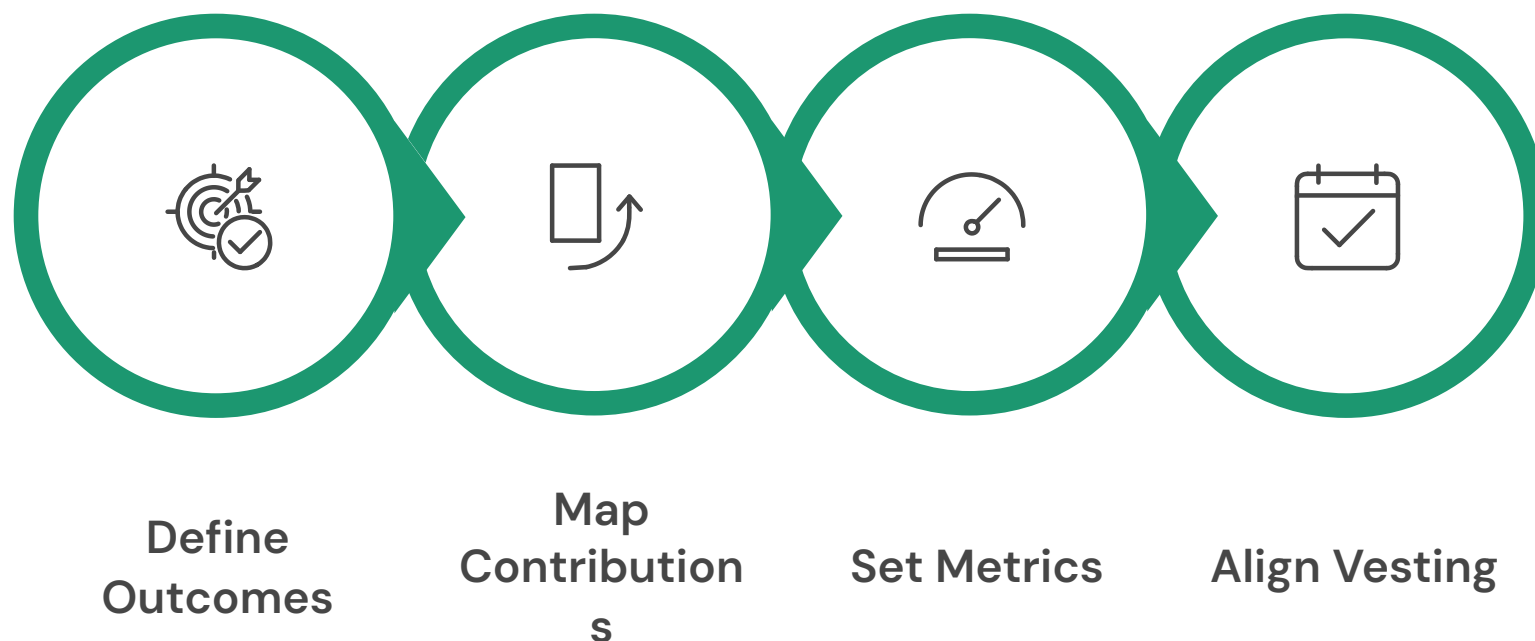 Define
Outcomes
Map
Contribution
s
Set Metrics
Align Vesting